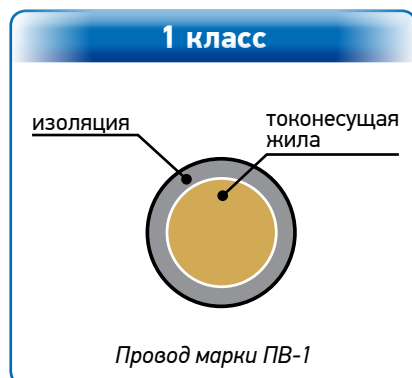 1 класс
изоляция
токонесущая
жила
Провод марки ПВ-1